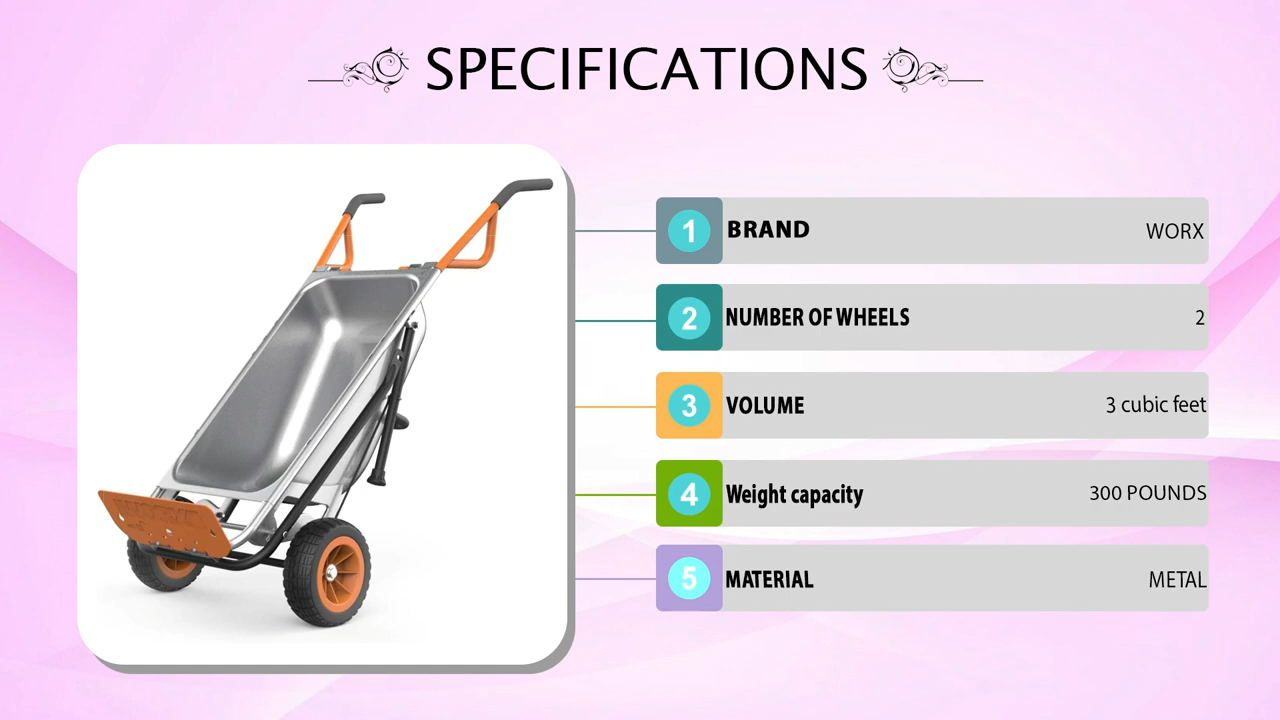 SPECIFICATIONS
1 BRAND WORX
2 NUMBER OF WHEELS 2
3 VOLUME 3 cubic feet
4 Weight capacity 300 POUNDS
5 MATERIAL METAL